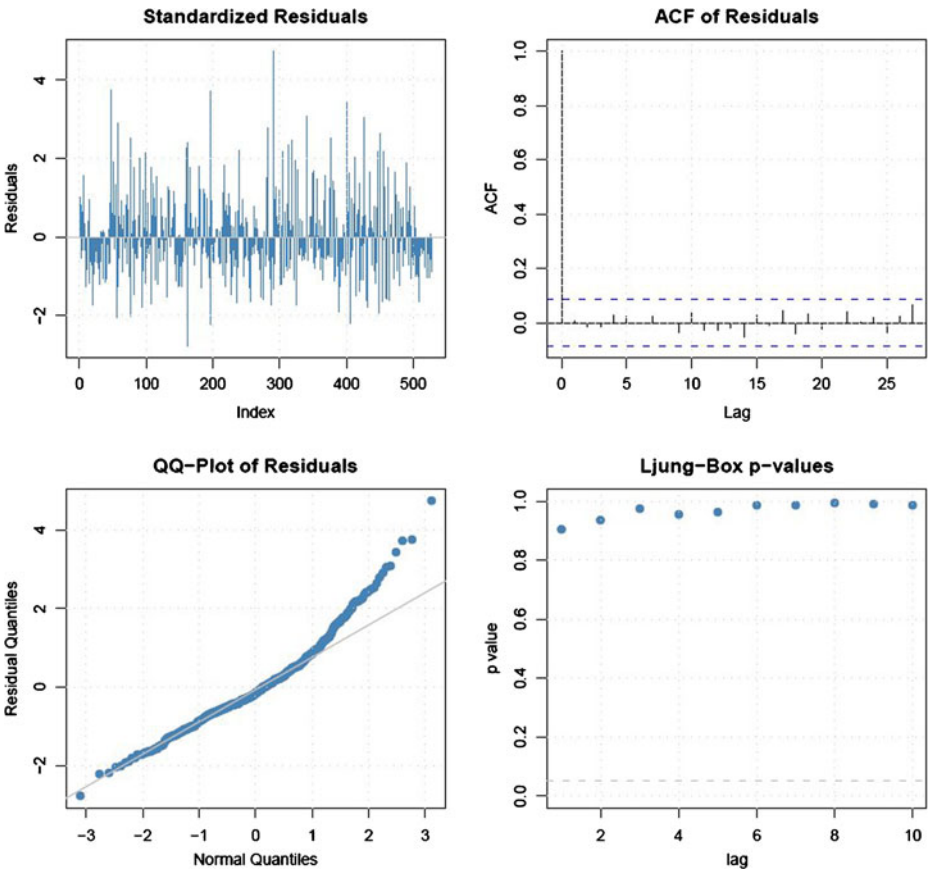 Standardized Residuals
Residuals
4
2
0
-2
0 100 200 300 400 500
Index
ACF of Residuals
ACF
1.0
0.8
0.6
0.4
0.2
0.0
0 5 10 15 20 25
Lag
QQ-Plot of Residuals
Residual Quantiles
4
2
0
-2
-3 -2 -1 0 1 2 3
Normal Quantiles
Ljung-Box p-values
p value
1.0
0.8
0.6
0.4
0.2
0.0
2 4 6 8 10
lag